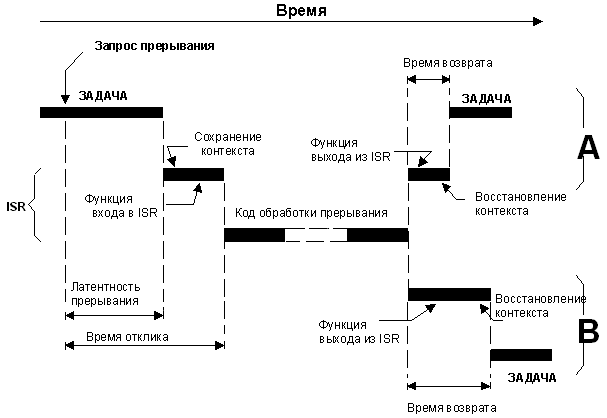 Время
Запрос прерывания
Время возврата
ЗАДАЧА
ЗАДАЧА
Сохранение
контекста
Функция
выхода из ISR
A
ISR
Функция
входа в ISR
Восстановление
контекста
Код обработки прерывания
Латентность
прерывания
Восстановление
контекста
Время отклика
Функция
выхода из ISR
B
ЗАДАЧА
Время возврата